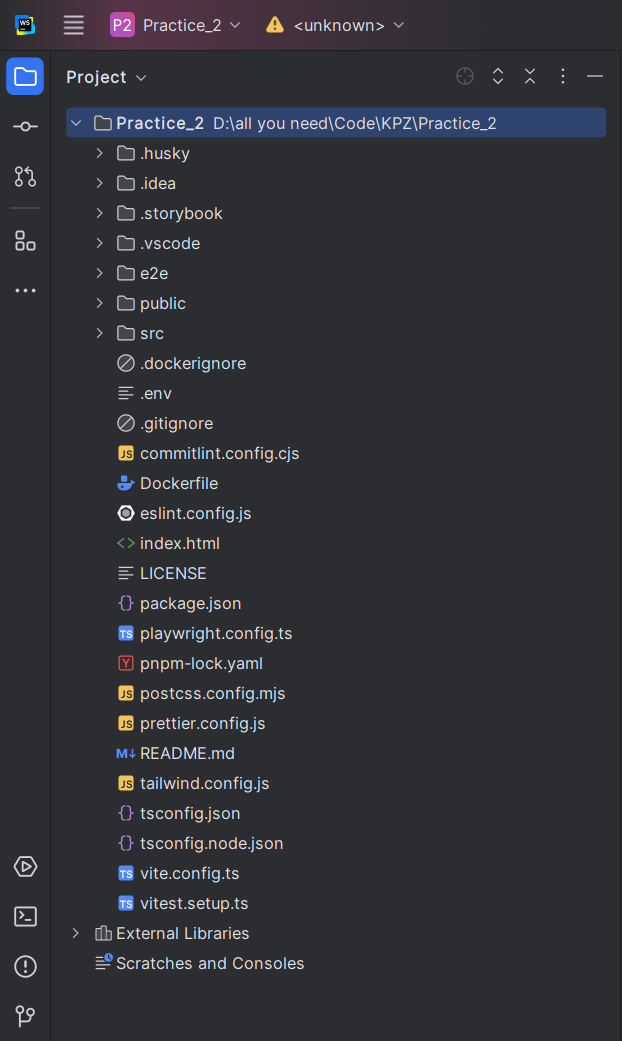 WS
P2 Practice_2 <unknown>
Project
Practice_2 D:\all you need\Code\KPZ\Practice_2
.husky
.idea
.storybook
.vscode
e2e
public
src
.dockerignore
.env
.gitignore
JS commitlint.config.cjs
Dockerfile
eslint.config.js
<> index.html
LICENSE
{} package.json
TS playwright.config.ts
Y pnpm-lock.yaml
JS postcss.config.mjs
JS prettier.config.js
M↓ README.md
JS tailwind.config.js
{} tsconfig.json
{} tsconfig.node.json
TS vite.config.ts
TS vitest.setup.ts
External Libraries
Scratches and Consoles